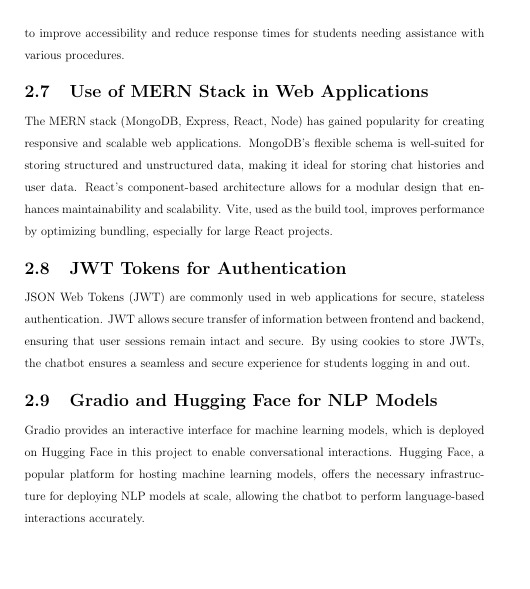 to improve accessibility and reduce response times for students needing assistance with
various procedures.
2.7 Use of MERN Stack in Web Applications
The MERN stack (MongoDB, Express, React, Node) has gained popularity for creating
responsive and scalable web applications. MongoDB's flexible schema is well-suited for
storing structured and unstructured data, making it ideal for storing chat histories and
user data. React's component-based architecture allows for a modular design that en-
hances maintainability and scalability. Vite, used as the build tool, improves performance
by optimizing bundling, especially for large React projects.
2.8 JWT Tokens for Authentication
JSON Web Tokens (JWT) are commonly used in web applications for secure, stateless
authentication. JWT allows secure transfer of information between frontend and backend,
ensuring that user sessions remain intact and secure. By using cookies to store JWTs,
the chatbot ensures a seamless and secure experience for students logging in and out.
2.9 Gradio and Hugging Face for NLP Models
Gradio provides an interactive interface for machine learning models, which is deployed
on Hugging Face in this project to enable conversational interactions. Hugging Face, a
popular platform for hosting machine learning models, offers the necessary infrastruc-
ture for deploying NLP models at scale, allowing the chatbot to perform language-based
interactions accurately.